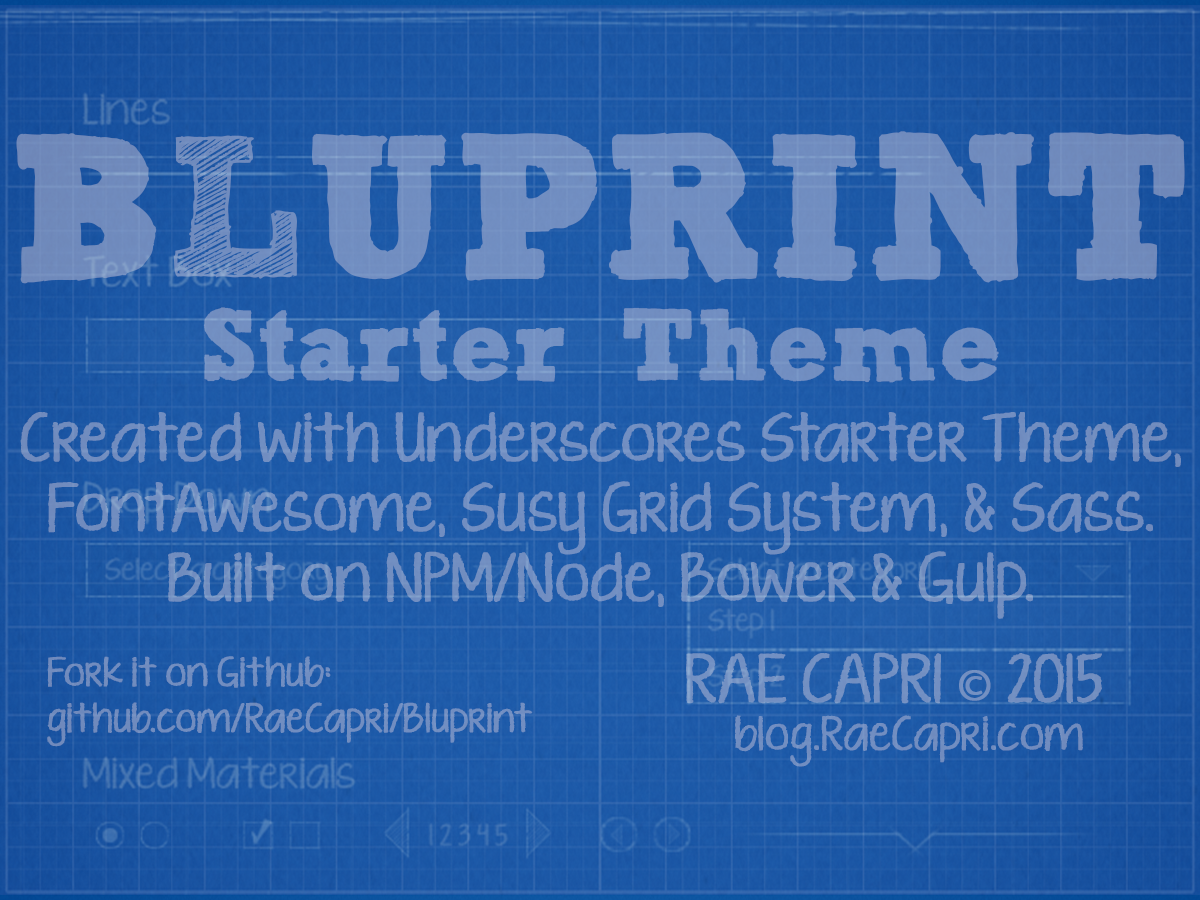 Lines
BLUPRINT
Text Box
Starter Theme
Created with Underscores Starter Theme,
Drop Down
FontAwesome, Susy Grid System, & Sass.
Built on NPM/Node, Bower & Gulp.
Step 1
Fork it on Github:
RAE CAPRI © 2015
github.com/RaeCapri/Bluprint
blog.RaeCapri.com
Mixed Materials
12345